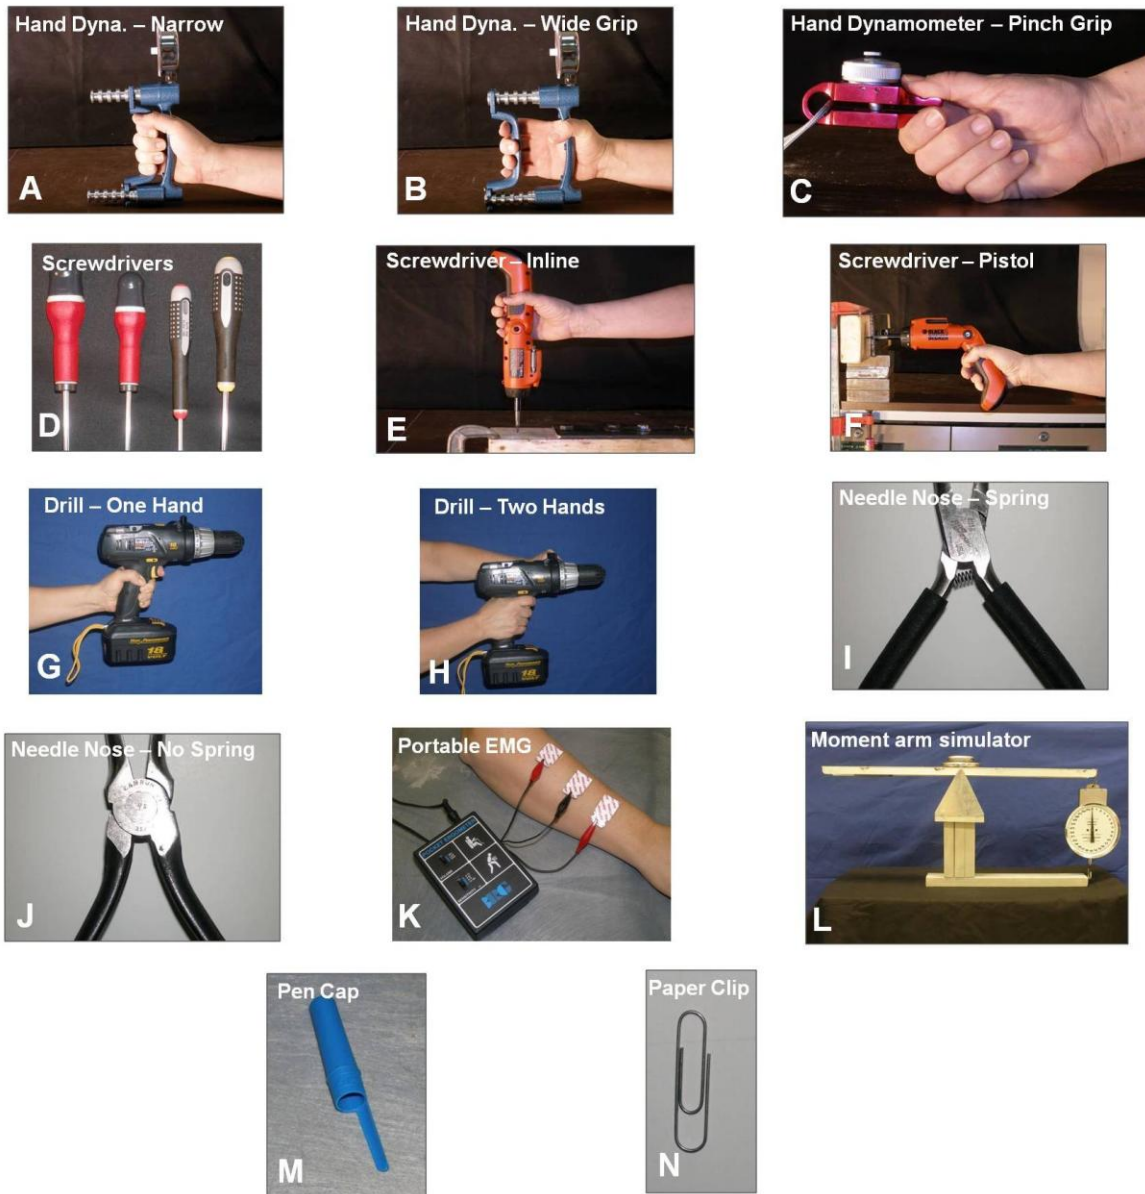 Hand Dyna. – Narrow
A
Hand Dyna. – Wide Grip
B
Hand Dynamometer – Pinch Grip
C
Screwdrivers
D
Screwdriver – Inline
E
Screwdriver – Pistol
F
Drill – One Hand
18
VOLT
G
Drill – Two Hands
18
H
Needle Nose – Spring
I
Needle Nose – No Spring
J
Portable EMG
K
Moment arm simulator
L
Pen Cap
M
Paper Clip
N